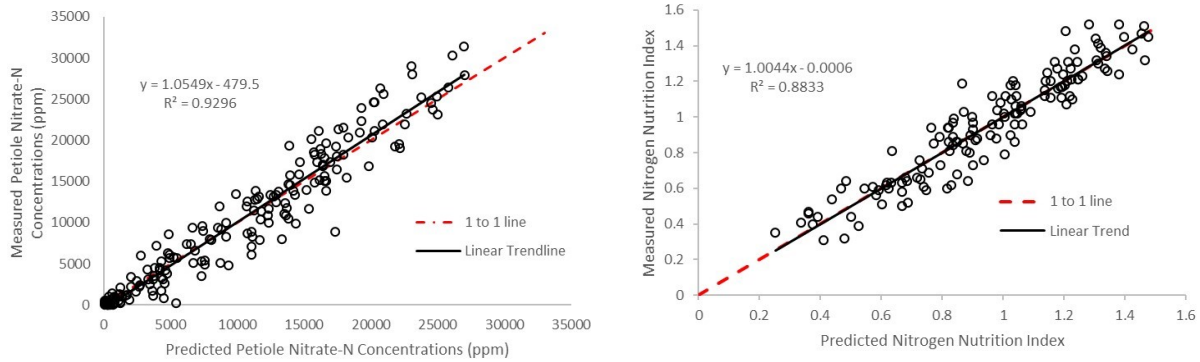 Measured Petiole Nitrate-N
Concentrations (ppm)
35000
30000
25000
20000
15000
10000
5000
0
y = 1.0549x - 479.5
R² = 0.9296
1 to 1 line
Linear Trendline
0 5000 10000 15000 20000 25000 30000 35000
Predicted Petiole Nitrate-N Concentrations (ppm)
Measured Nitrogen Nutrition Index
1.6
1.4
1.2
1
0.8
0.6
0.4
0.2
0
y = 1.0044x - 0.0006
R² = 0.8833
1 to 1 line
Linear Trend
0 0.2 0.4 0.6 0.8 1 1.2 1.4 1.6
Predicted Nitrogen Nutrition Index